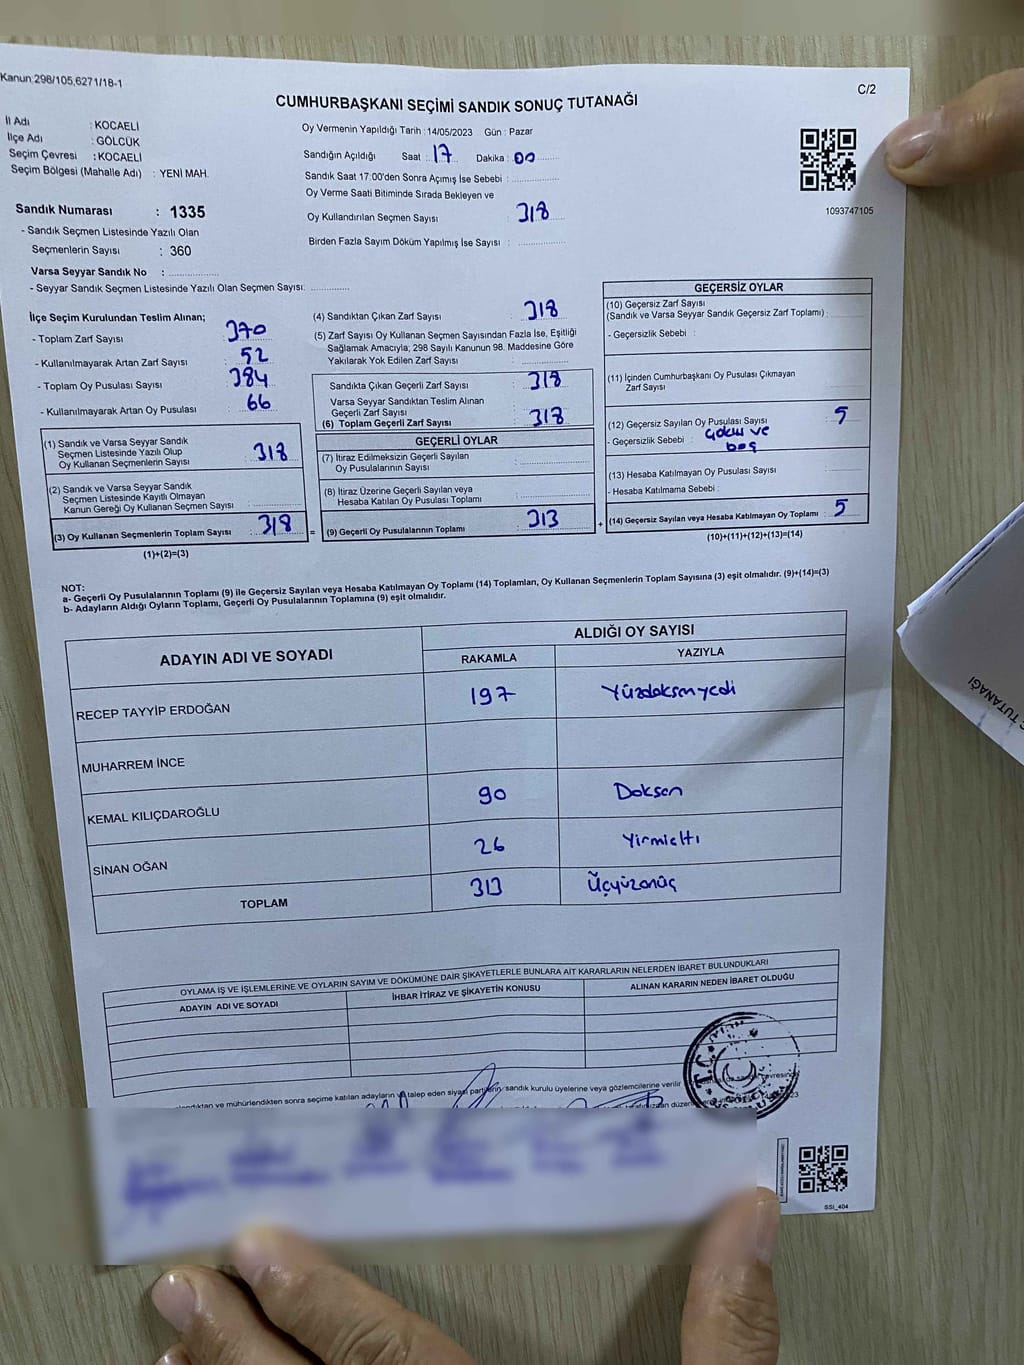 Kanun:298/105,6271/18-1
C/2
CUMHURBAŞKANI SEÇİMİ SANDIK SONUÇ TUTANAĞI
İl Adı : KOCAELİ
İlçe Adı : GÖLCÜK
Seçim Çevresi : KOCAELİ
Seçim Bölgesi (Mahalle Adı) : YENİ MAH.
Sandık Numarası : 1335
- Sandık Seçmen Listesinde Yazılı Olan
Seçmenlerin Sayısı : 360
Varsa Seyyar Sandık No :
- Seyyar Sandık Seçmen Listesinde Yazılı Olan Seçmen Sayısı:
Oy Vermenin Yapıldığı Tarih : 14/05/2023 Gün : Pazar
Sandığın Açıldığı Saat : 17 Dakika : 00
Sandık Saat 17:00'den Sonra Açımış İse Sebebi :
Oy Verme Saati Bitiminde Sırada Bekleyen ve
Oy Kullandırılan Seçmen Sayısı : 318
Birden Fazla Sayım Döküm Yapılmış İse Sayısı :
1093747105
İlçe Seçim Kurulundan Teslim Alınan;
- Toplam Zarf Sayısı : 370
- Kullanılmayarak Artan Zarf Sayısı : 52
- Toplam Oy Pusulası Sayısı : 384
- Kullanılmayarak Artan Oy Pusulası : 66
(1) Sandık ve Varsa Seyyar Sandık
Seçmen Listesinde Yazılı Olup
Oy Kullanan Seçmenlerin Sayısı : 318
(2) Sandık ve Varsa Seyyar Sandık
Seçmen Listesinde Kayıtlı Olmayan
Kanun Gereği Oy Kullanan Seçmen Sayısı :
(3) Oy Kullanan Seçmenlerin Toplam Sayısı : 318
(1)+(2)=(3)
(4) Sandıktan Çıkan Zarf Sayısı : 318
(5) Zarf Sayısı Oy Kullanan Seçmen Sayısından Fazla İse, Eşitliği
Sağlamak Amacıyla; 298 Sayılı Kanunun 98. Maddesine Göre
Yakılarak Yok Edilen Zarf Sayısı :
Sandıkta Çıkan Geçerli Zarf Sayısı : 318
Varsa Seyyar Sandıktan Teslim Alınan
Geçerli Zarf Sayısı :
(6) Toplam Geçerli Zarf Sayısı : 318
GEÇERLİ OYLAR
(7) İtiraz Edilmeksizin Geçerli Sayılan
Oy Pusulalarının Sayısı :
(8) İtiraz Üzerine Geçerli Sayılan veya
Hesaba Katılan Oy Pusulası Toplamı :
= (9) Geçerli Oy Pusulalarının Toplamı : 313
GEÇERSİZ OYLAR
(10) Geçersiz Zarf Sayısı
(Sandık ve Varsa Seyyar Sandık Geçersiz Zarf Toplamı) :
- Geçersizlik Sebebi :
(11) İçinden Cumhurbaşkanı Oy Pusulası Çıkmayan
Zarf Sayısı :
(12) Geçersiz Sayılan Oy Pusulası Sayısı : 5
- Geçersizlik Sebebi : çoklu ve
boş
(13) Hesaba Katılmayan Oy Pusulası Sayısı :
- Hesaba Katılmama Sebebi :
+ (14) Geçersiz Sayılan veya Hesaba Katılmayan Oy Toplamı : 5
(10)+(11)+(12)+(13)=(14)
NOT:
a- Geçerli Oy Pusulalarının Toplamı (9) ile Geçersiz Sayılan veya Hesaba Katılmayan Oy Toplamı (14) Toplamları, Oy Kullanan Seçmenlerin Toplam Sayısına (3) eşit olmalıdır. (9)+(14)=(3)
b- Adayların Aldığı Oyların Toplamı, Geçerli Oy Pusulalarının Toplamına (9) eşit olmalıdır.
ADAYIN ADI VE SOYADI
ALDIĞI OY SAYISI
RAKAMLA YAZIYLA
RECEP TAYYİP ERDOĞAN 197 Yüzdoksanyedi
MUHARREM İNCE
KEMAL KILIÇDAROĞLU 90 Doksan
SİNAN OĞAN 26 Yirmialtı
TOPLAM 313 Üçyüzonüç
OYLAMA İŞ VE İŞLEMLERİNE VE OYLARIN SAYIM VE DÖKÜMÜNE DAİR ŞİKAYETLERLE BUNLARA AİT KARARLARIN NELERDEN İBARET BULUNDUKLARI
ADAYIN ADI VE SOYADI İHBAR İTİRAZ VE ŞİKAYETİN KONUSU ALINAN KARARIN NEDEN İBARET OLDUĞU
ve mühürlendikten sonra seçime katılan adayların talep eden siyasi sandık kurulu üyelerine veya gözlemcilerine verilir
T.C.
SSİ_404
TUTANAĞI